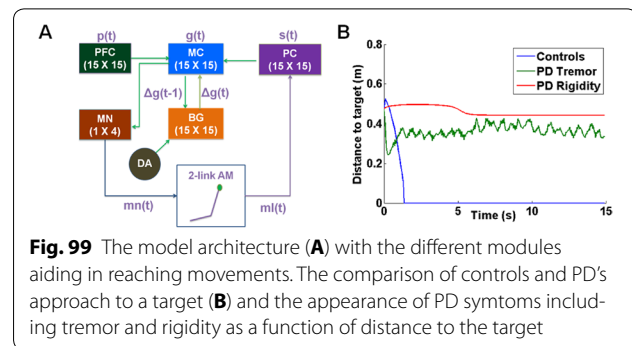 A
p(t) g(t) s(t)
PFC
(15 X 15)
MC
(15 X 15)
PC
(15 X 15)
Δg(t-1) Δg(t)
MN
(1 X 4)
BG
(15 X 15)
DA
2-link AM
mn(t) ml(t)
B
Distance to target (m)
0.8
0.6
0.4
0.2
0
0 5 10 15
Time (s)
Controls
PD Tremor
PD Rigidity
Fig. 99 The model architecture (A) with the different modules
aiding in reaching movements. The comparison of controls and PD's
approach to a target (B) and the appearance of PD symtoms includ-
ing tremor and rigidity as a function of distance to the target